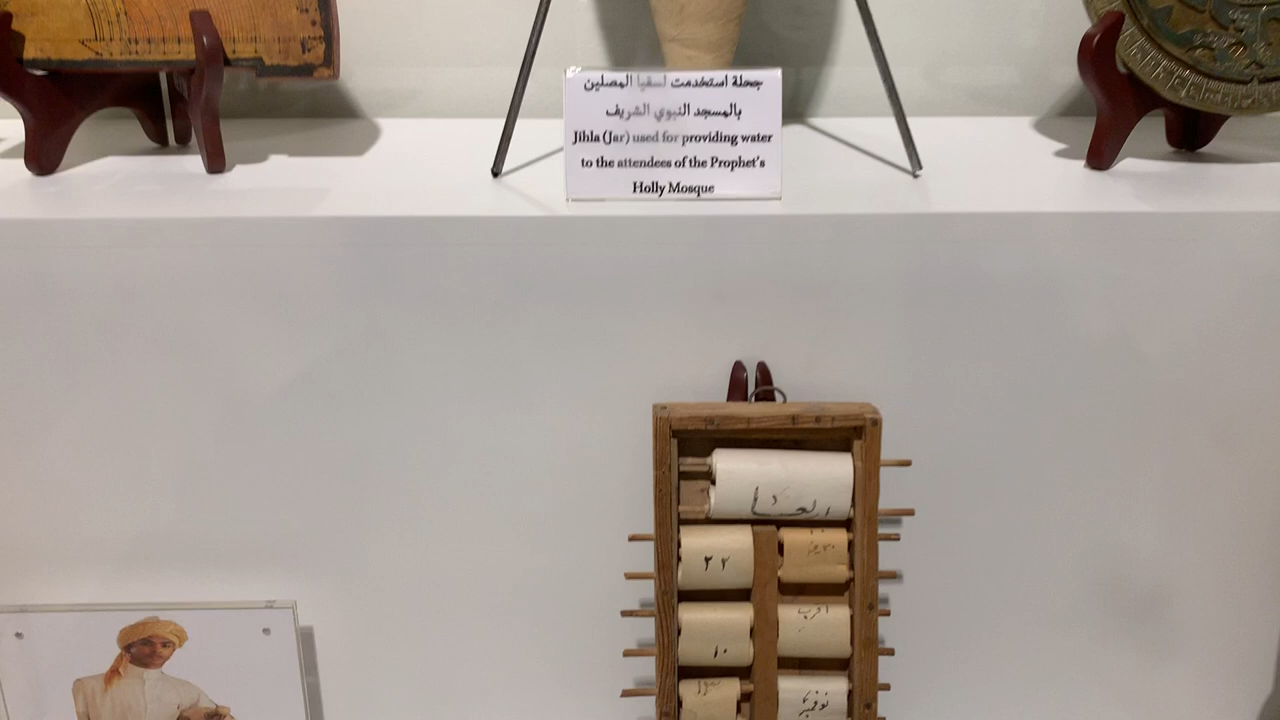 جحلة استخدمت لسقيا المصلين
بالمسجد النبوي الشريف
Jihla (Jar) used for providing water
to the attendees of the Prophet's
Holly Mosque
٢٢
١٠
نوفمبر